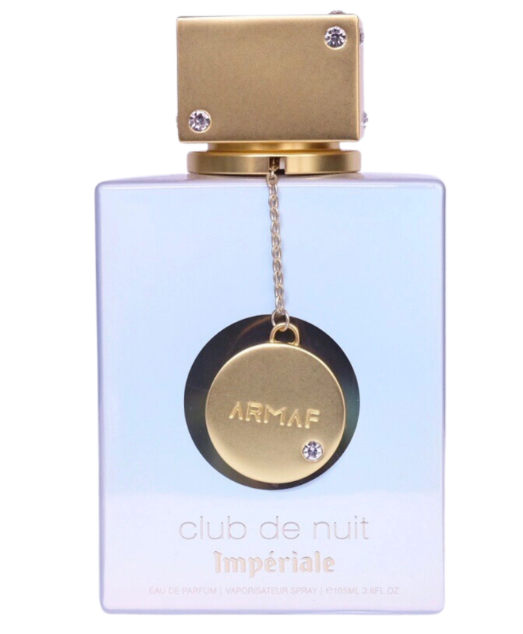 ARMAF
club de nuit
Impériale
EAU DE PARFUM | VAPORISATEUR SPRAY | 105ML 3.6FL OZ